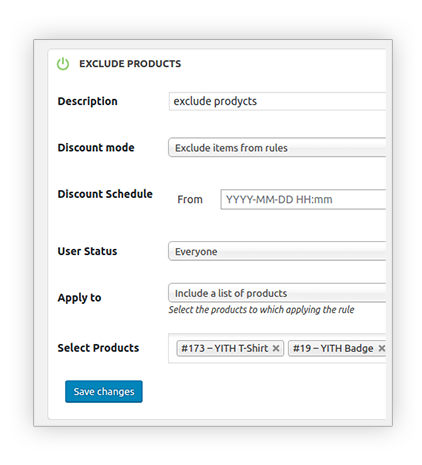 EXCLUDE PRODUCTS
Description exclude prodycts
Discount mode Exclude items from rules
Discount Schedule From YYYY-MM-DD HH:mm
User Status Everyone
Apply to Include a list of products
Select the products to which applying the rule
Select Products #173 – YITH T-Shirt × #19 – YITH Badge ×
Save changes